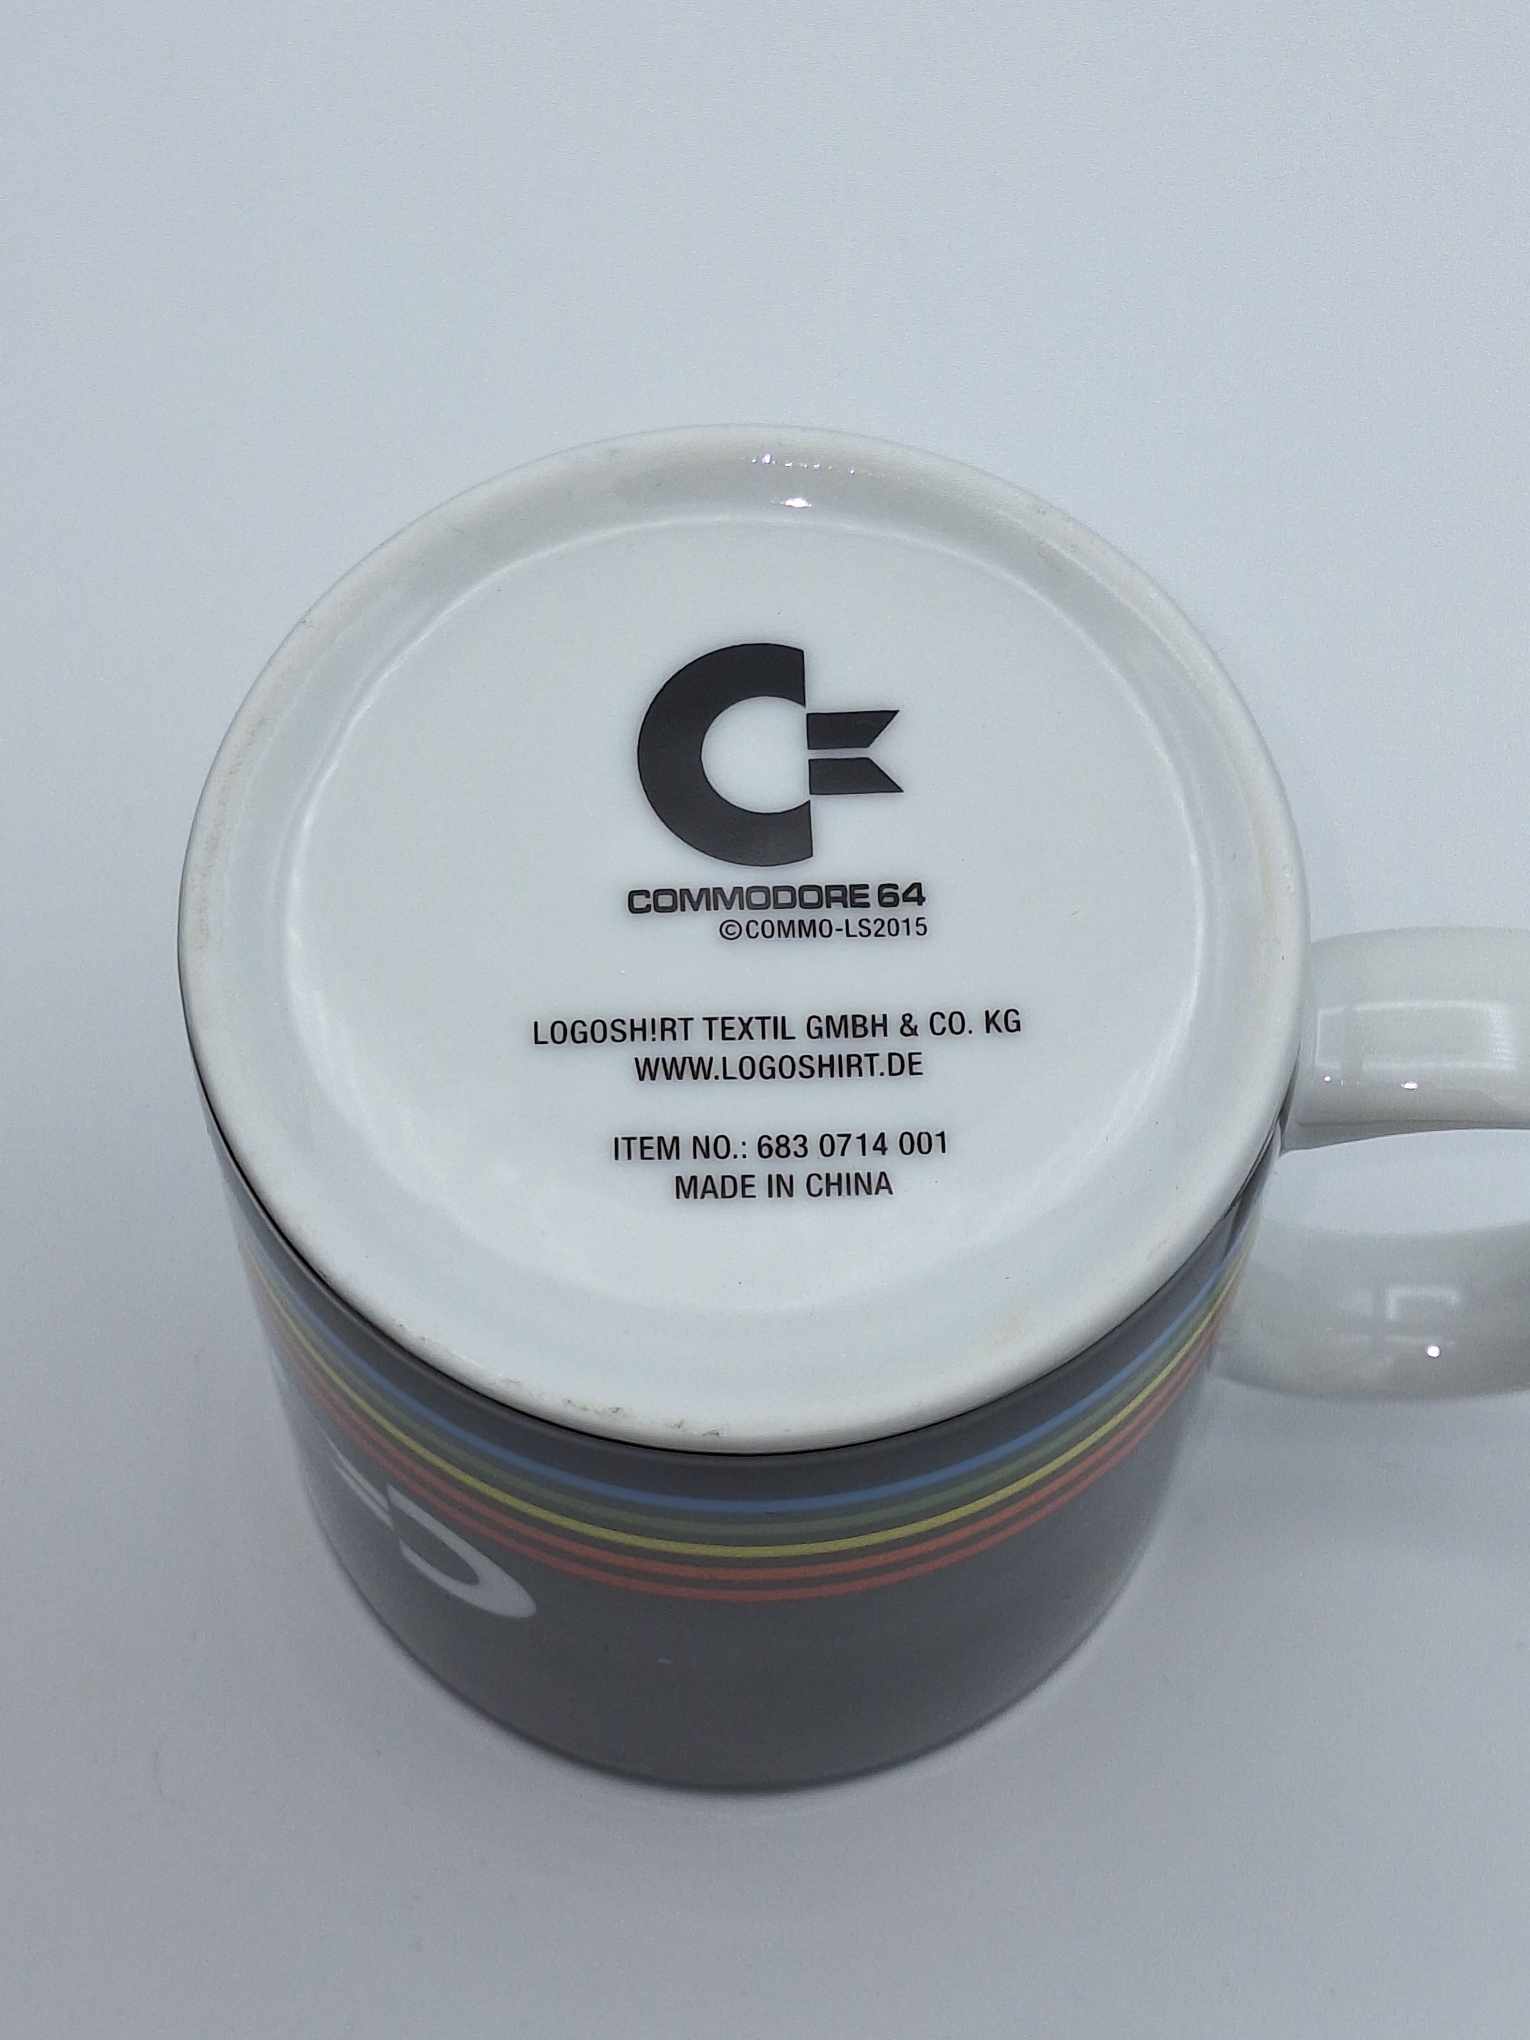 COMMODORE 64
©COMMO-LS2015
LOGOSH!RT TEXTIL GMBH & CO. KG
WWW.LOGOSHIRT.DE
ITEM NO.: 683 0714 001
MADE IN CHINA